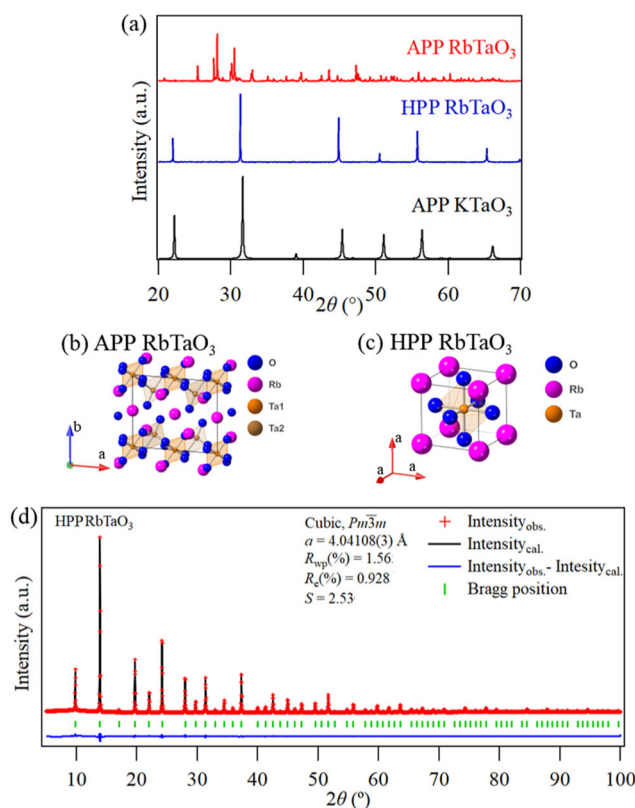 (a)
APP RbTaO3
HPP RbTaO3
APP KTaO3
Intensity (a.u.)
20 30 40 50 60 70
2θ (°)
(b) APP RbTaO3
O
Rb
Ta1
Ta2
b
a
(c) HPP RbTaO3
O
Rb
Ta
a
a
a
(d)
HPP RbTaO3
Cubic, Pm3̅m
a = 4.04108(3) Å
Rwp(%) = 1.56
Re(%) = 0.928
S = 2.53
Intensityobs.
Intensitycal.
Intensityobs.- Intesitycal.
Bragg position
Intensity (a.u.)
10 20 30 40 50 60 70 80 90 100
2θ (º)